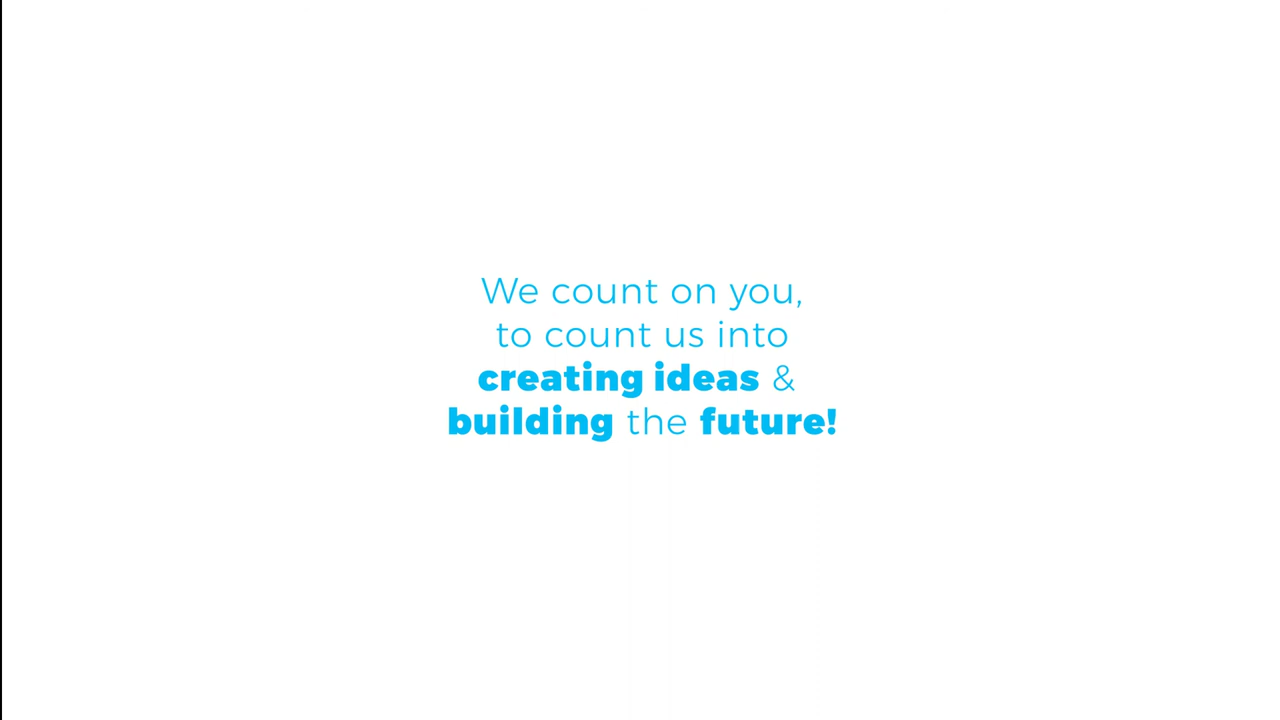 We count on you,
to count us into
creating ideas &
building the future!